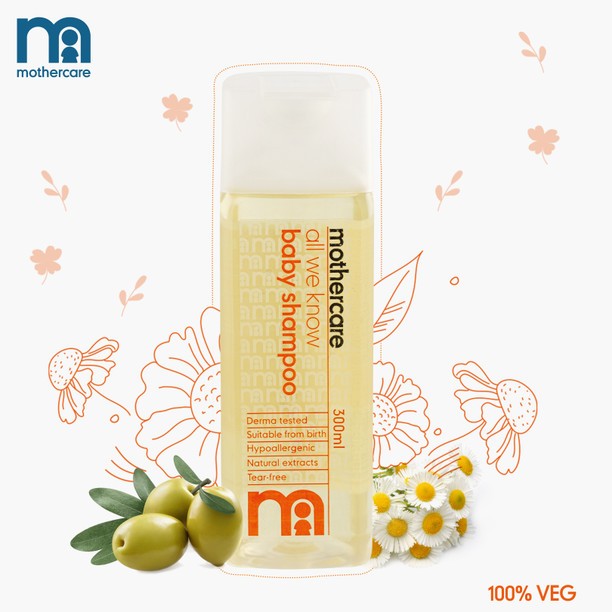 mothercare
mothercare
all we know
baby shampoo
300ml
Derma tested
Suitable from birth
Hypoallergenic
Natural extracts
Tear-free
100% VEG